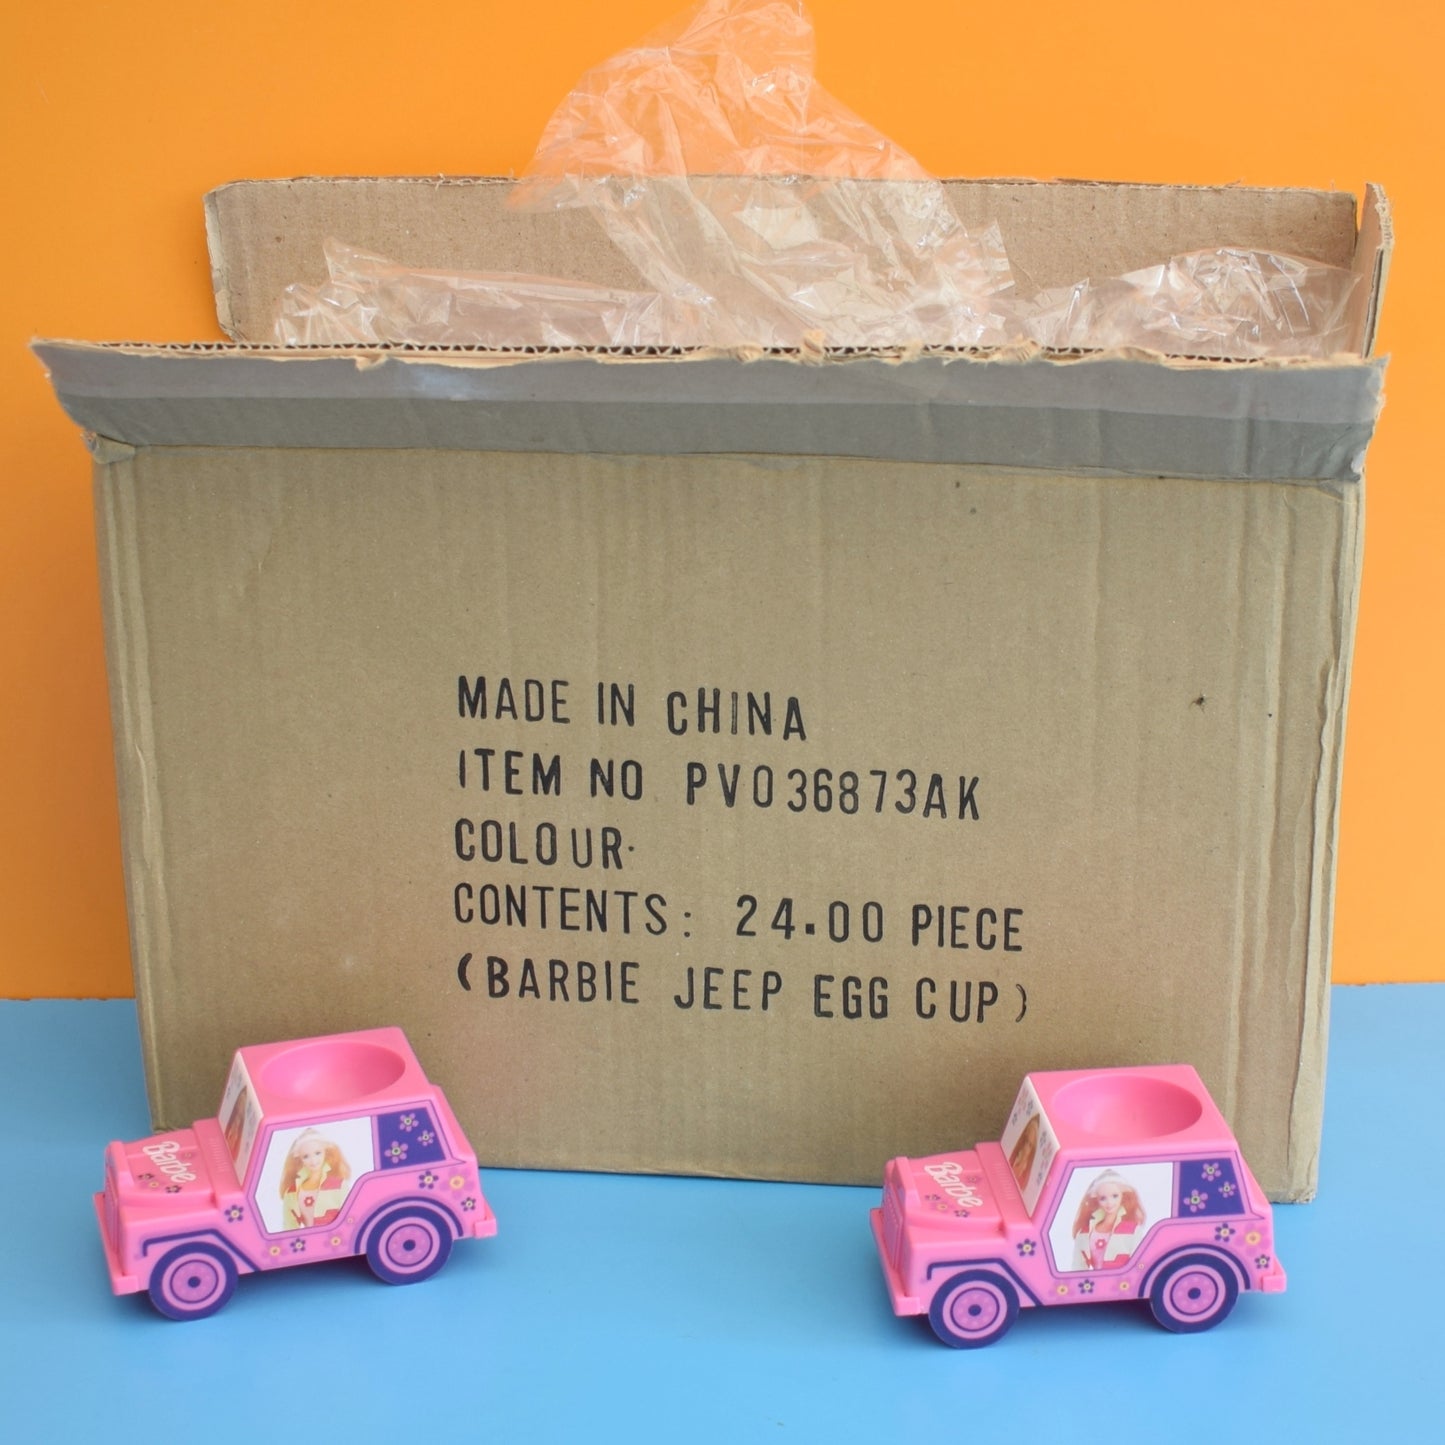 MADE IN CHINA
ITEM NO PV036873AK
COLOUR·
CONTENTS: 24.00 PIECE
(BARBIE JEEP EGG CUP)
Barbie
Barbie